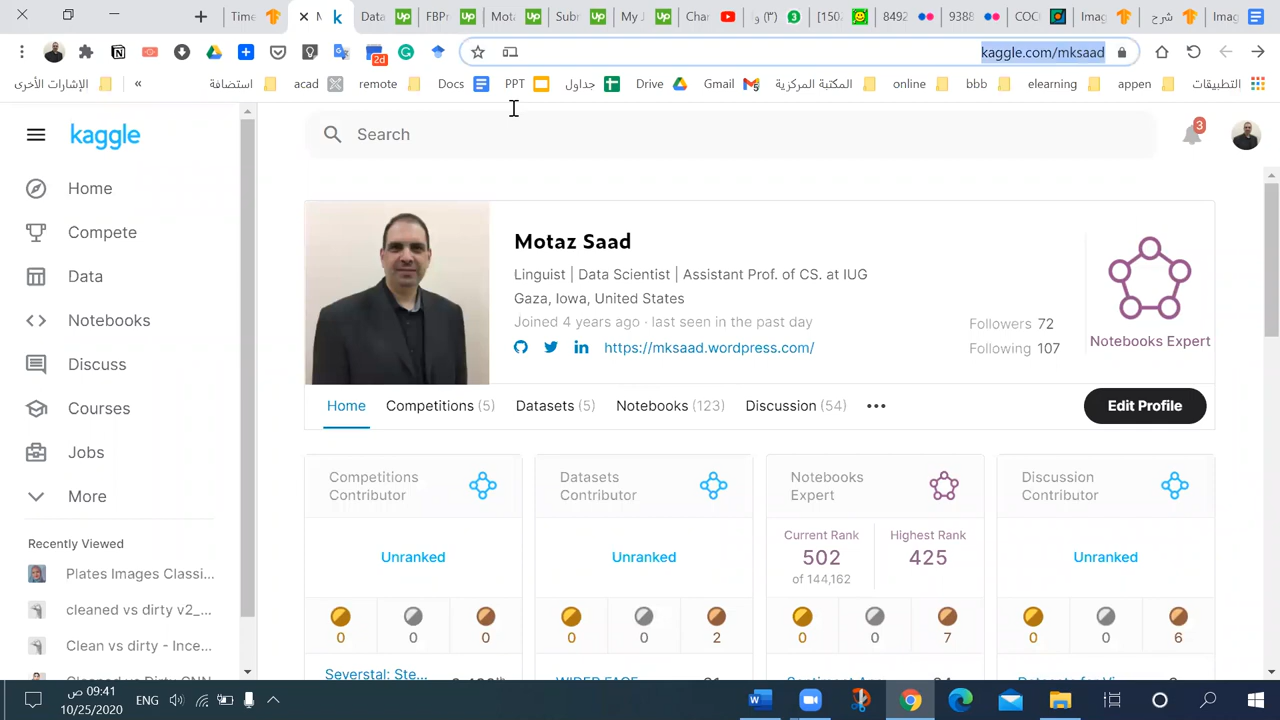 Time
Data
FBPr
Mota
Subr
My J
Char
(٣) و
[150
8492
9388
COC
Imag
شرح
Imag
2d
kaggle.com/mksaad
التطبيقات
appen
elearning
bbb
online
المكتبة المركزية
Gmail
Drive
جداول
PPT
Docs
remote
acad
استضافة
«
الإشارات الأخرى
kaggle
Search
3
Home
Compete
Data
Notebooks
Discuss
Courses
Jobs
More
Recently Viewed
Plates Images Classi...
cleaned vs dirty v2_...
Clean vs dirty - Ince...
Motaz Saad
Linguist | Data Scientist | Assistant Prof. of CS. at IUG
Gaza, Iowa, United States
Joined 4 years ago · last seen in the past day
https://mksaad.wordpress.com/
Followers 72
Following 107
Notebooks Expert
Home
Competitions (5)
Datasets (5)
Notebooks (123)
Discussion (54)
•••
Edit Profile
Competitions
Contributor
Unranked
0 0 0
Severstal: Ste...
Datasets
Contributor
Unranked
0 0 2
WIDER FACE
Notebooks
Expert
Current Rank
502
of 144,162
Highest Rank
425
0 0 7
Discussion
Contributor
Unranked
0 0 6
09:41 ص
10/25/2020
ENG